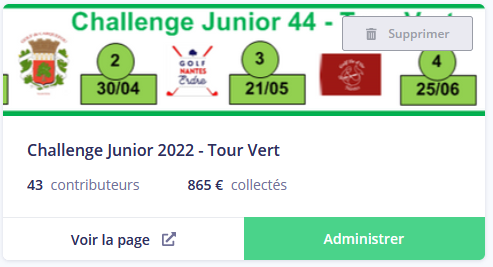 Challenge Junior 44 - Tour Vert
Supprimer
2
3
4
GOLF
NANTES
Erdre
30/04
21/05
25/06
Challenge Junior 2022 - Tour Vert
43 contributeurs 865 € collectés
Voir la page
Administrer